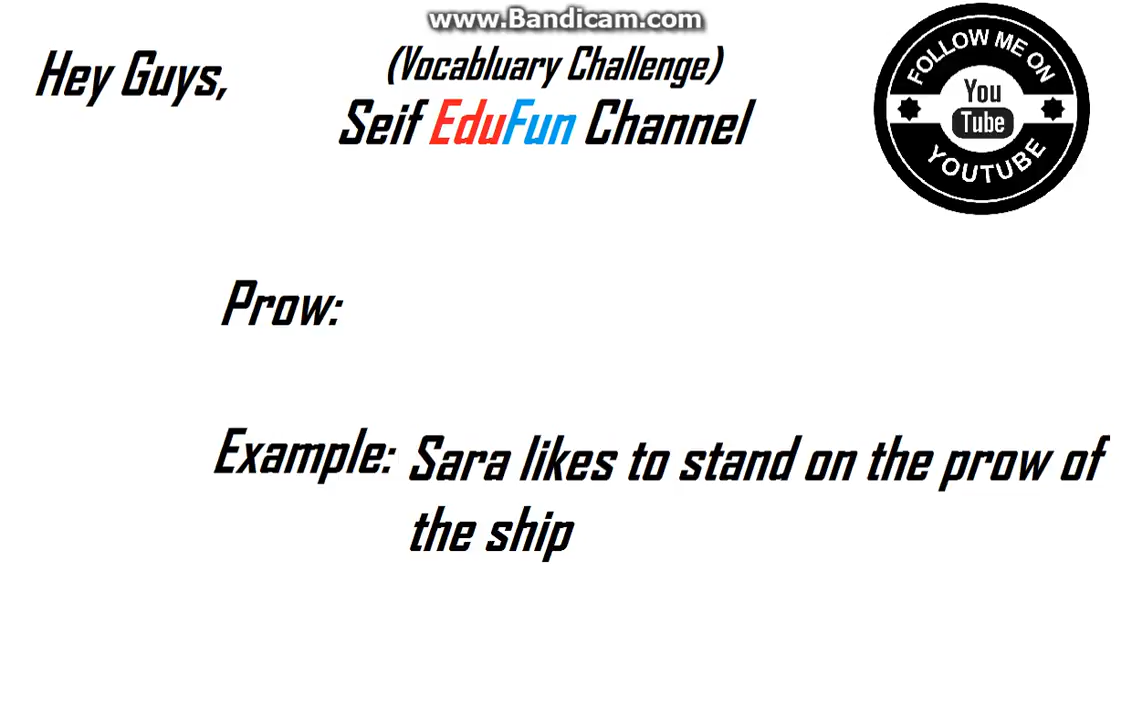 www.Bandicam.com
Hey Guys,
(Vocabluary Challenge)
Seif EduFun Channel
FOLLOW ME ON
You
Tube
YOUTUBE
Prow:
Example: Sara likes to stand on the prow of
the ship